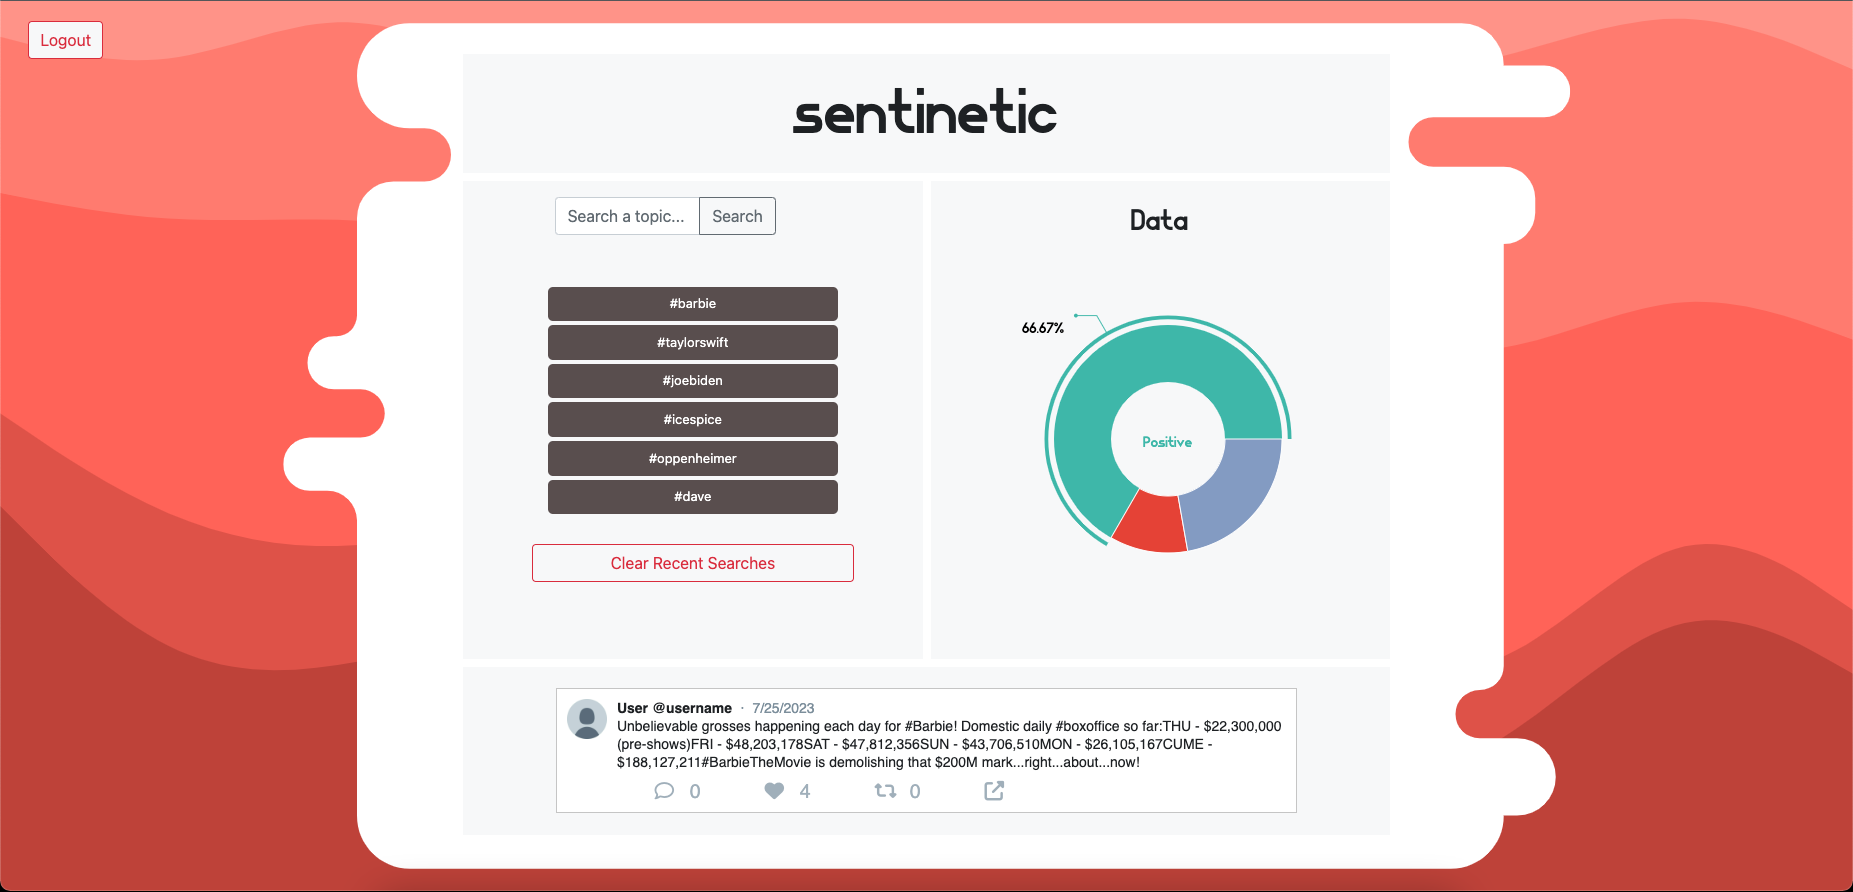 Logout
sentinetic
Search a topic...
Search
#barbie
#taylorswift
#joebiden
#icespice
#oppenheimer
#dave
Clear Recent Searches
Data
66.67%
Positive
User @username · 7/25/2023
Unbelievable grosses happening each day for #Barbie! Domestic daily #boxoffice so far:THU - $22,300,000
(pre-shows)FRI - $48,203,178SAT - $47,812,356SUN - $43,706,510MON - $26,105,167CUME -
$188,127,211#BarbieTheMovie is demolishing that $200M mark...right...about...now!
0 4 0